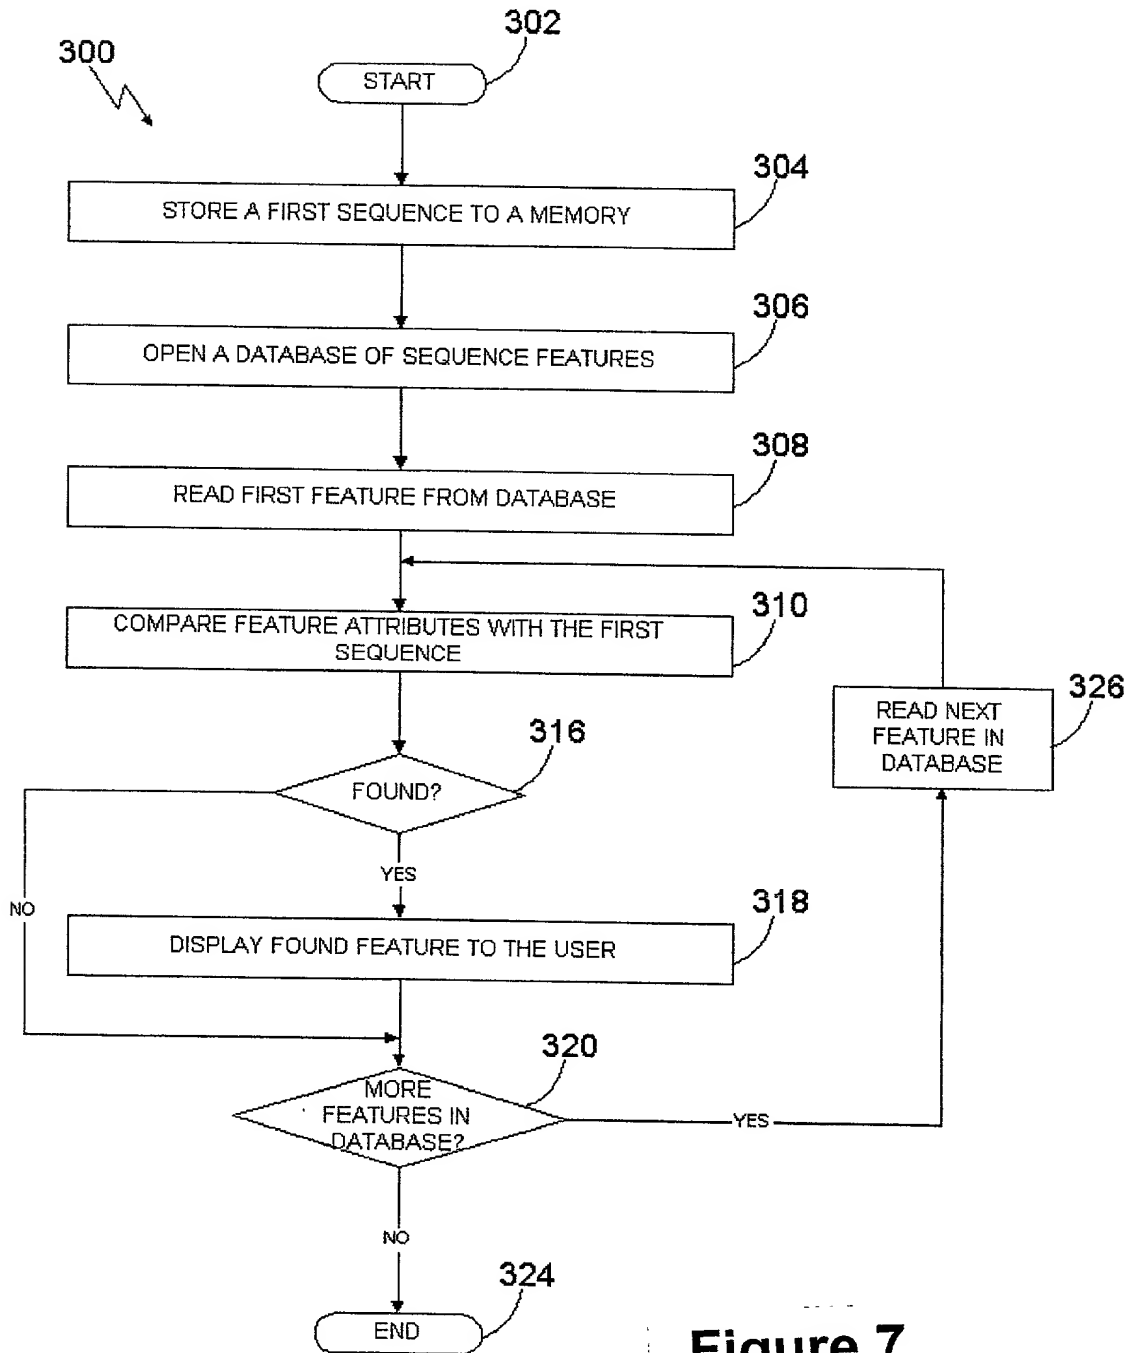 302
300
START
304
STORE A FIRST SEQUENCE TO A MEMORY
306
OPEN A DATABASE OF SEQUENCE FEATURES
308
READ FIRST FEATURE FROM DATABASE
310
COMPARE FEATURE ATTRIBUTES WITH THE FIRST
SEQUENCE
326
READ NEXT
FEATURE IN
DATABASE
316
FOUND?
YES
NO
318
DISPLAY FOUND FEATURE TO THE USER
320
MORE
FEATURES IN
DATABASE?
YES
NO
324
END
Figure 7